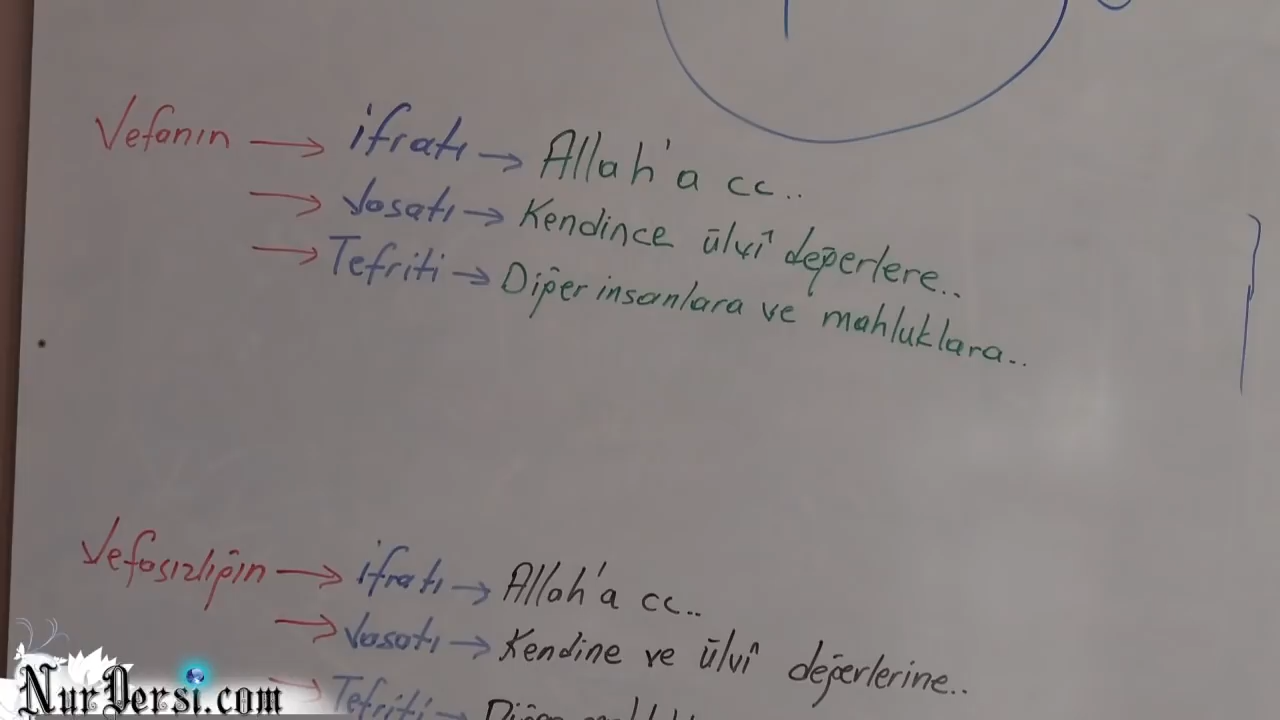 Vefanın → ifratı → Allah'a cc..
→ Vasatı → Kendince ülvî değerlere..
→ Tefriti → Diğer insanlara ve mahluklara..
Vefasızlığın → ifratı → Allah'a cc..
→ Vasatı → Kendine ve ülvî değerlerine..
→ Tefriti →
NurDersi.com